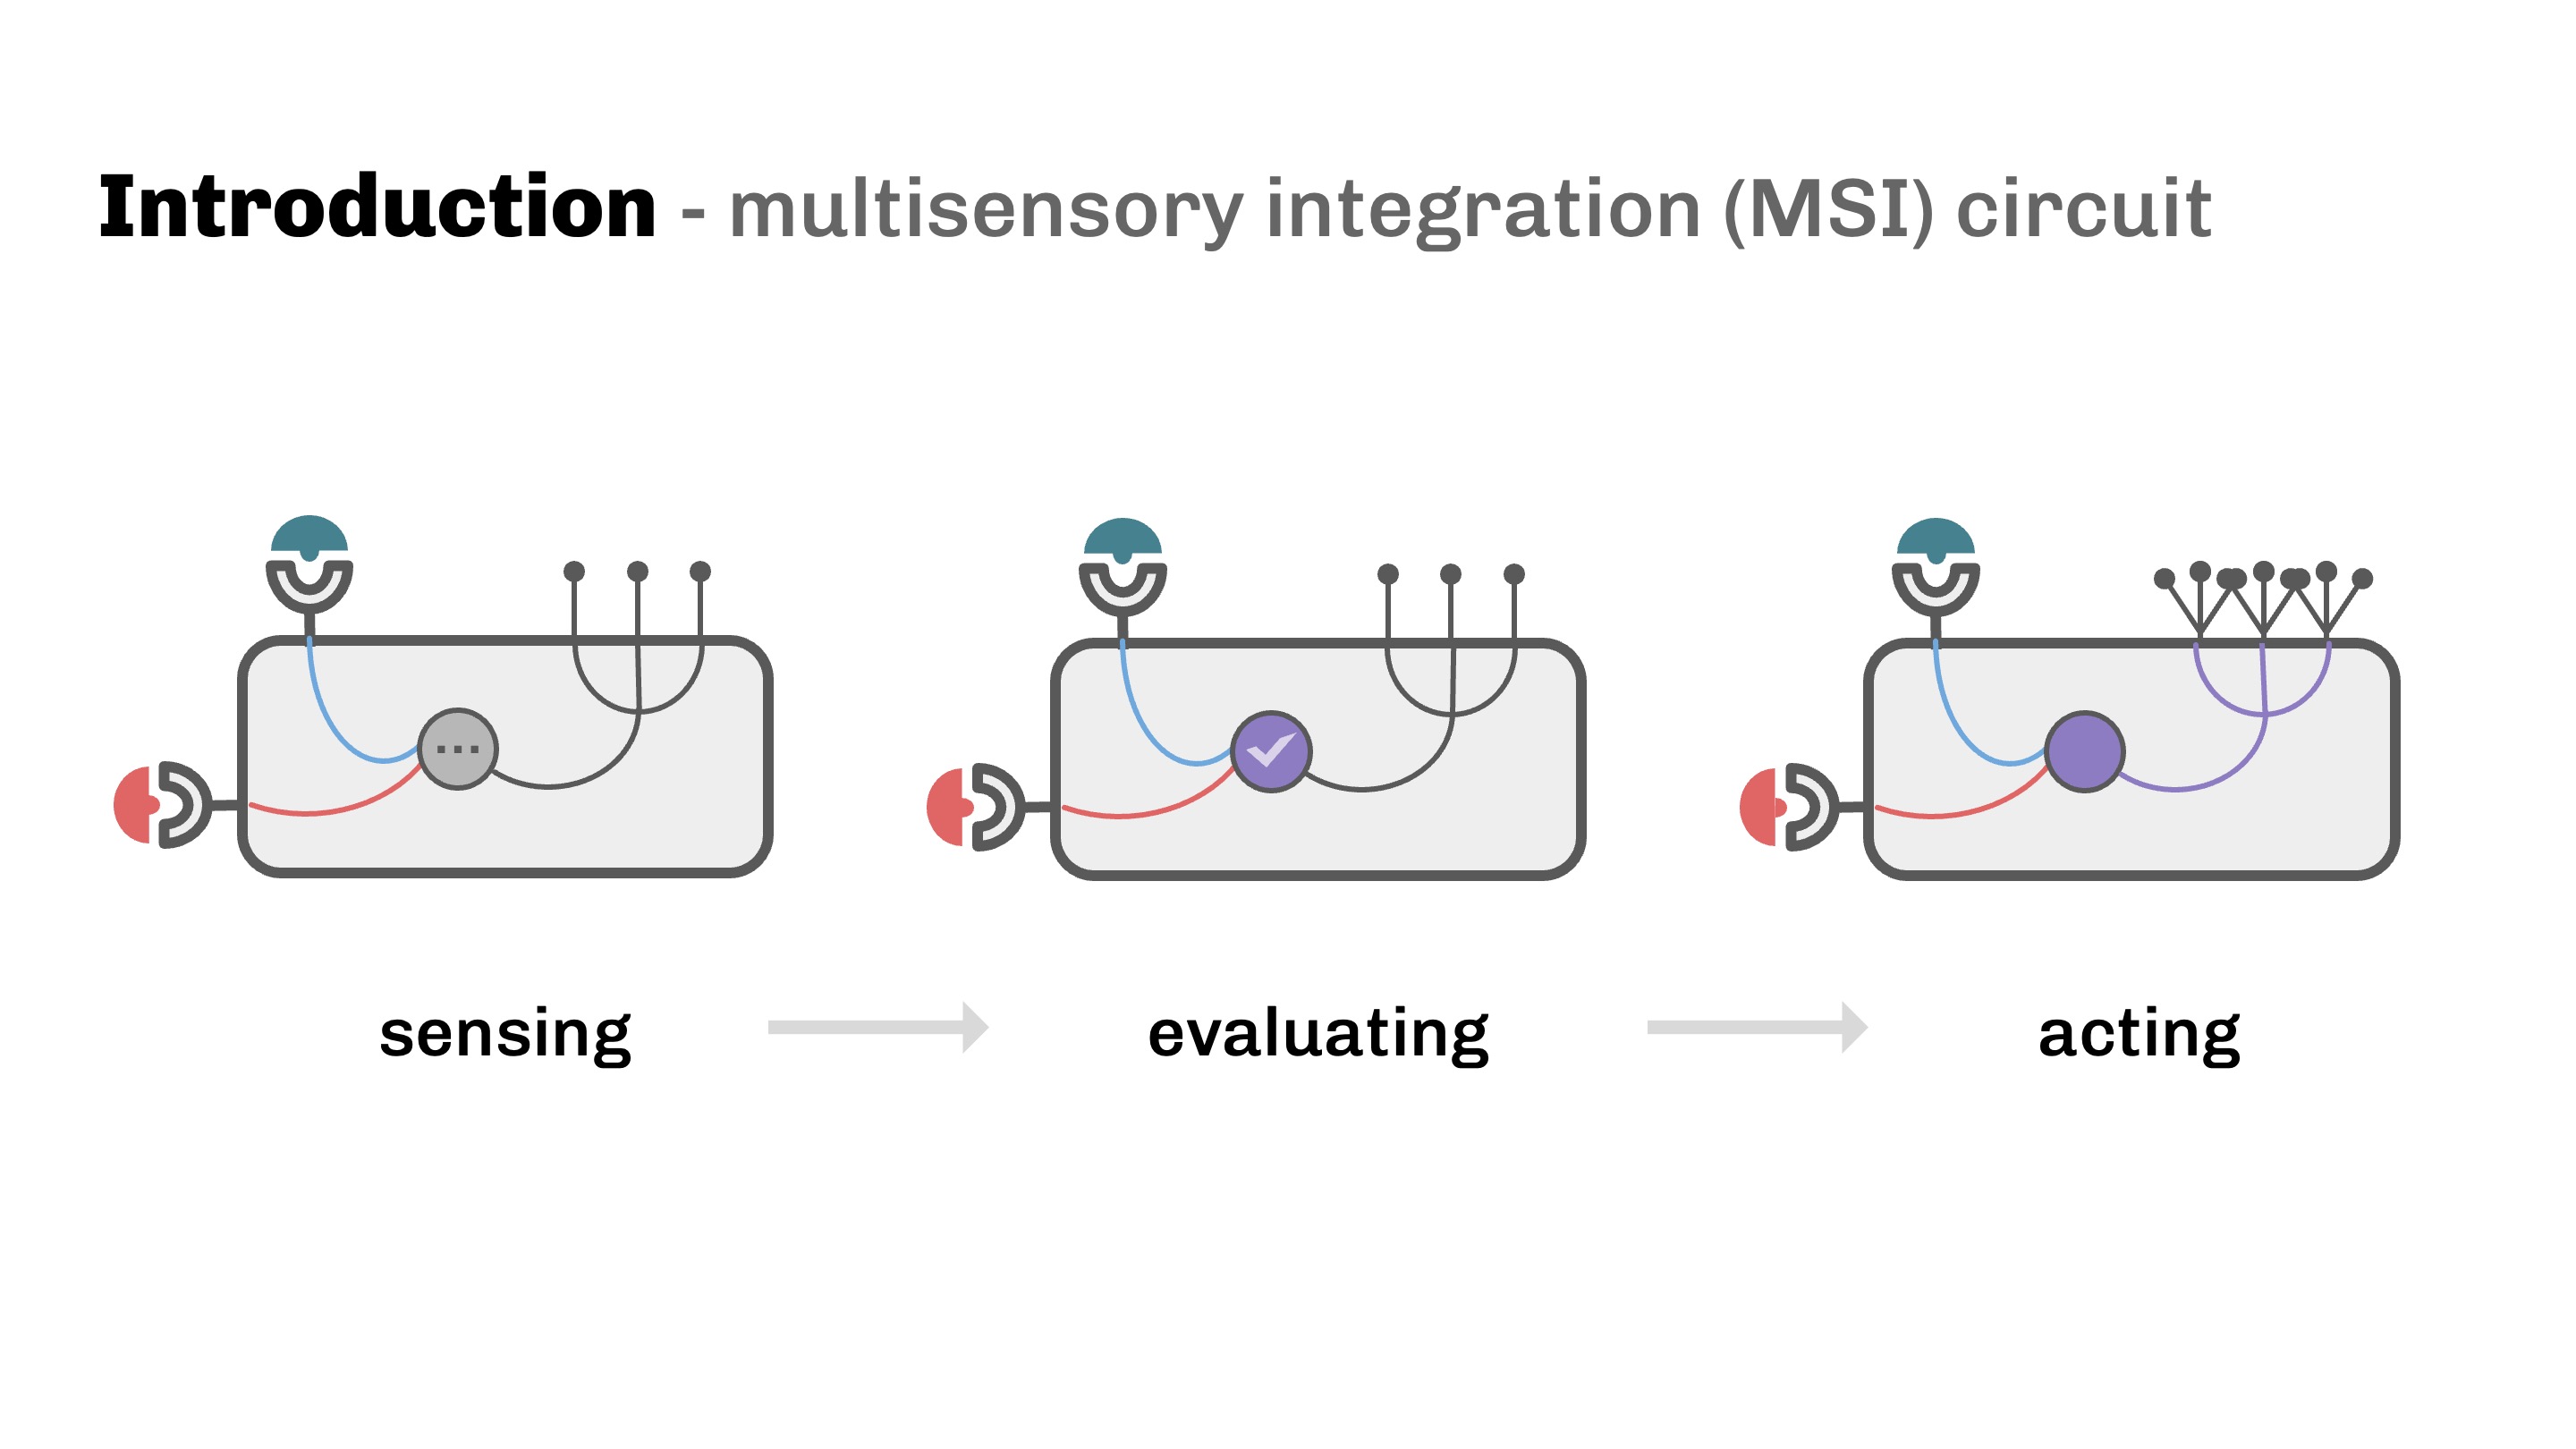 Introduction - multisensory integration (MSI) circuit
sensing
evaluating
acting